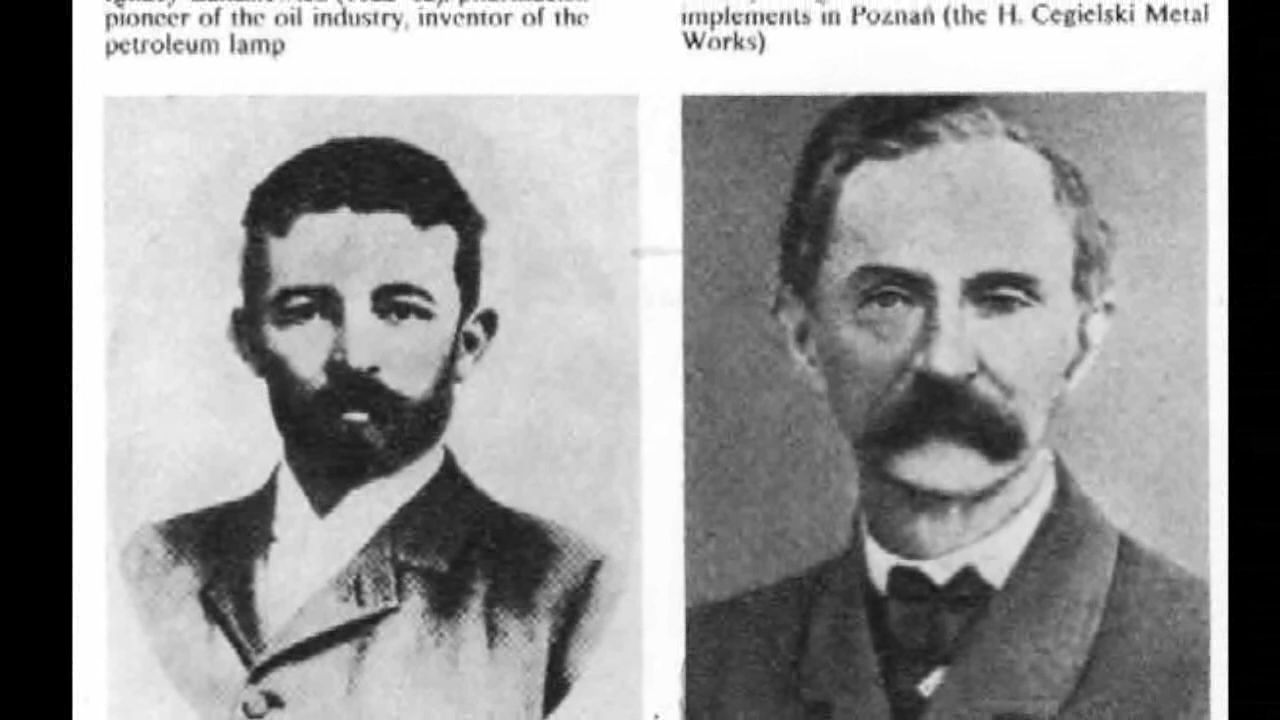 pioneer of the oil industry, inventor of the
petroleum lamp
implements in Poznań (the H. Cegielski Metal
Works)